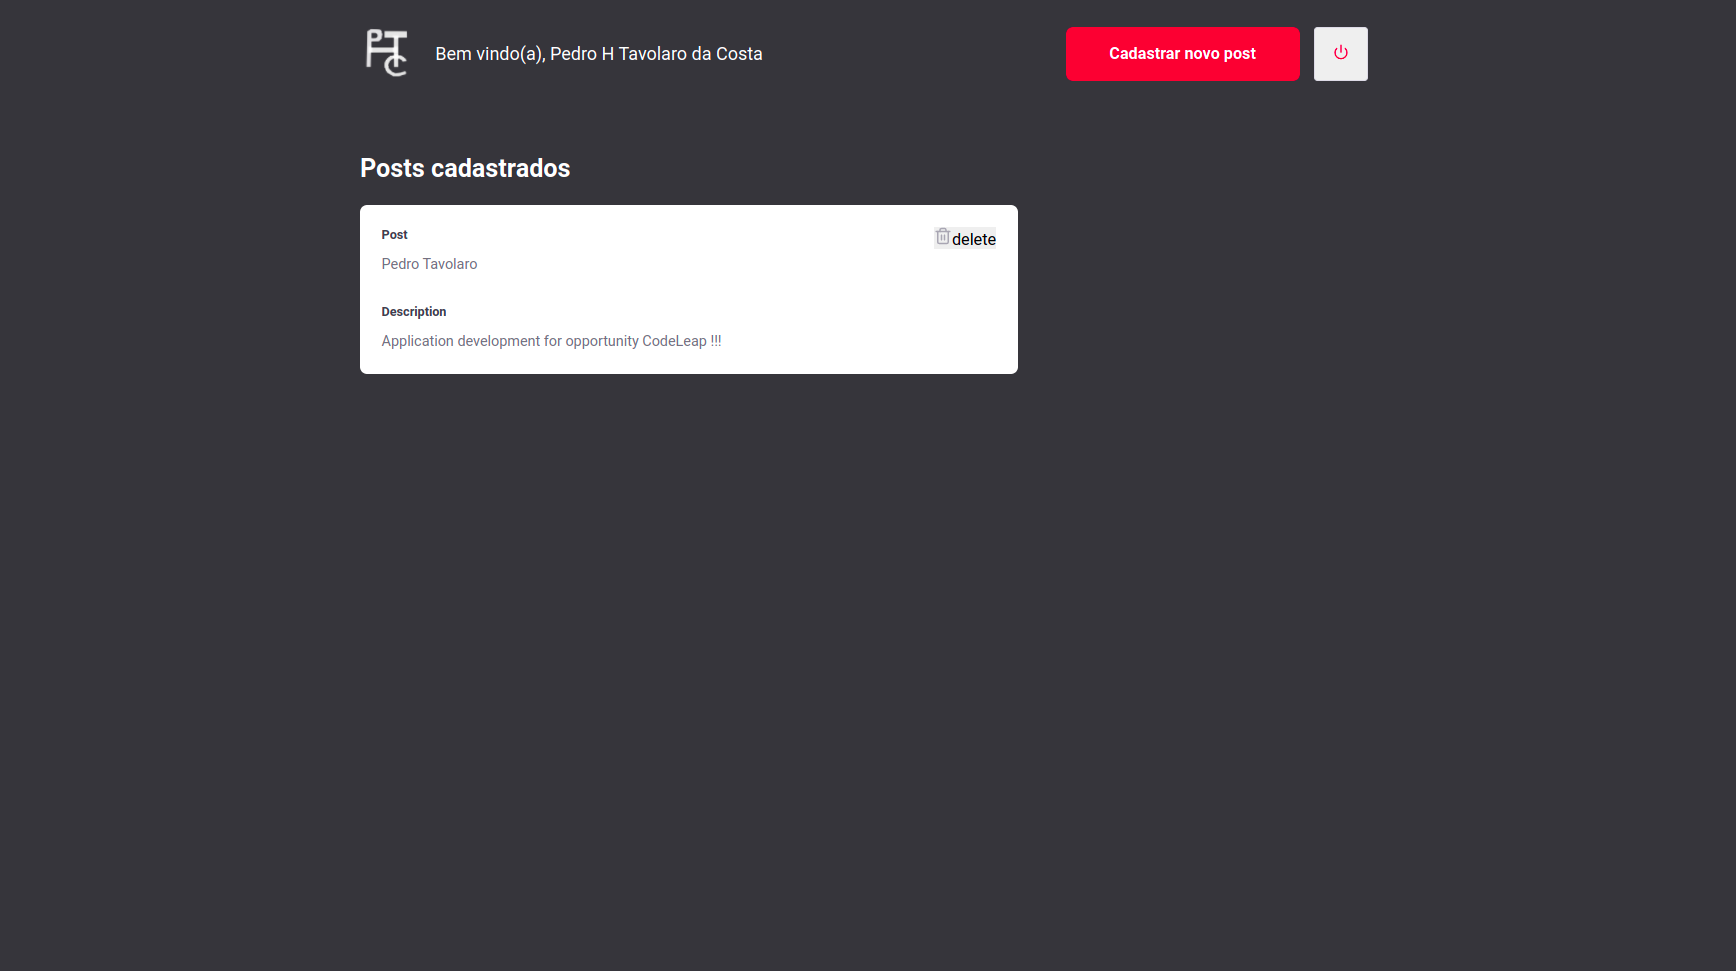 PHTC
Bem vindo(a), Pedro H Tavolaro da Costa
Cadastrar novo post
Posts cadastrados
Post
delete
Pedro Tavolaro
Description
Application development for opportunity CodeLeap !!!